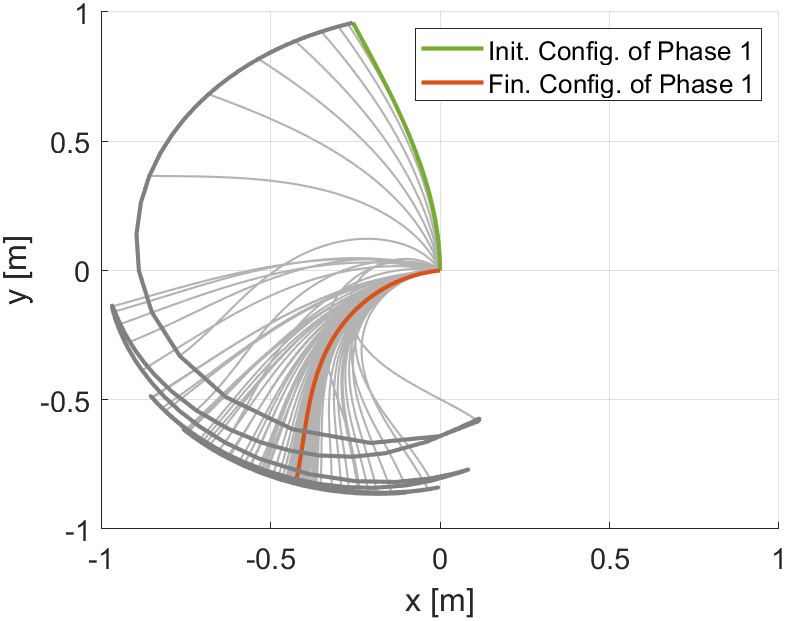 1
Init. Config. of Phase 1
Fin. Config. of Phase 1
0.5
0
-0.5
-1
y [m]
-1
-0.5
0
0.5
1
x [m]